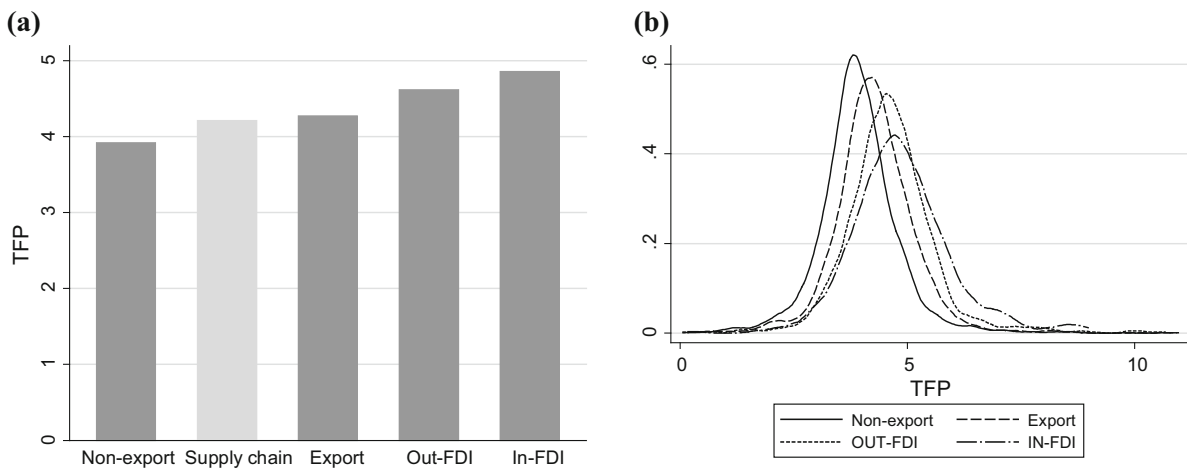 (a)
TFP
5
4
3
2
1
0
Non-export Supply chain Export Out-FDI In-FDI
(b)
.6
.4
.2
0
0 5 10
TFP
Non-export Export
OUT-FDI IN-FDI